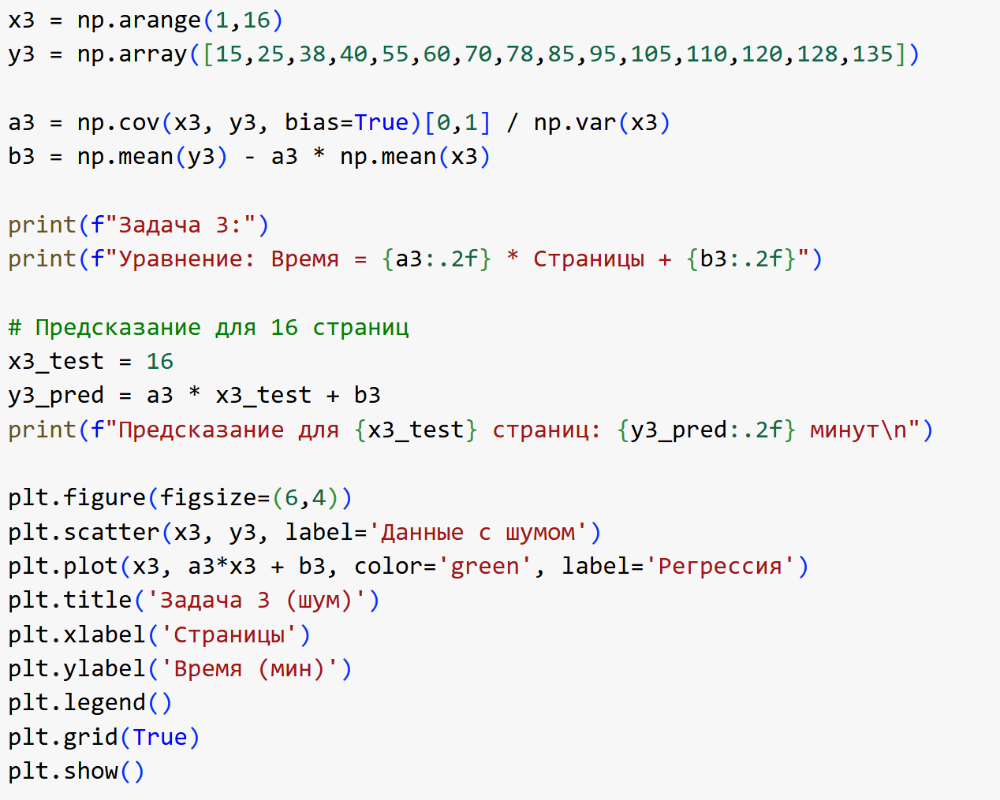 x3 = np.arange(1,16)
y3 = np.array([15,25,38,40,55,60,70,78,85,95,105,110,120,128,135])
a3 = np.cov(x3, y3, bias=True)[0,1] / np.var(x3)
b3 = np.mean(y3) - a3 * np.mean(x3)
print(f"Задача 3:")
print(f"Уравнение: Время = {a3:.2f} * Страницы + {b3:.2f}")
# Предсказание для 16 страниц
x3_test = 16
y3_pred = a3 * x3_test + b3
print(f"Предсказание для {x3_test} страниц: {y3_pred:.2f} минут\n")
plt.figure(figsize=(6,4))
plt.scatter(x3, y3, label='Данные с шумом')
plt.plot(x3, a3*x3 + b3, color='green', label='Регрессия')
plt.title('Задача 3 (шум)')
plt.xlabel('Страницы')
plt.ylabel('Время (мин)')
plt.legend()
plt.grid(True)
plt.show()